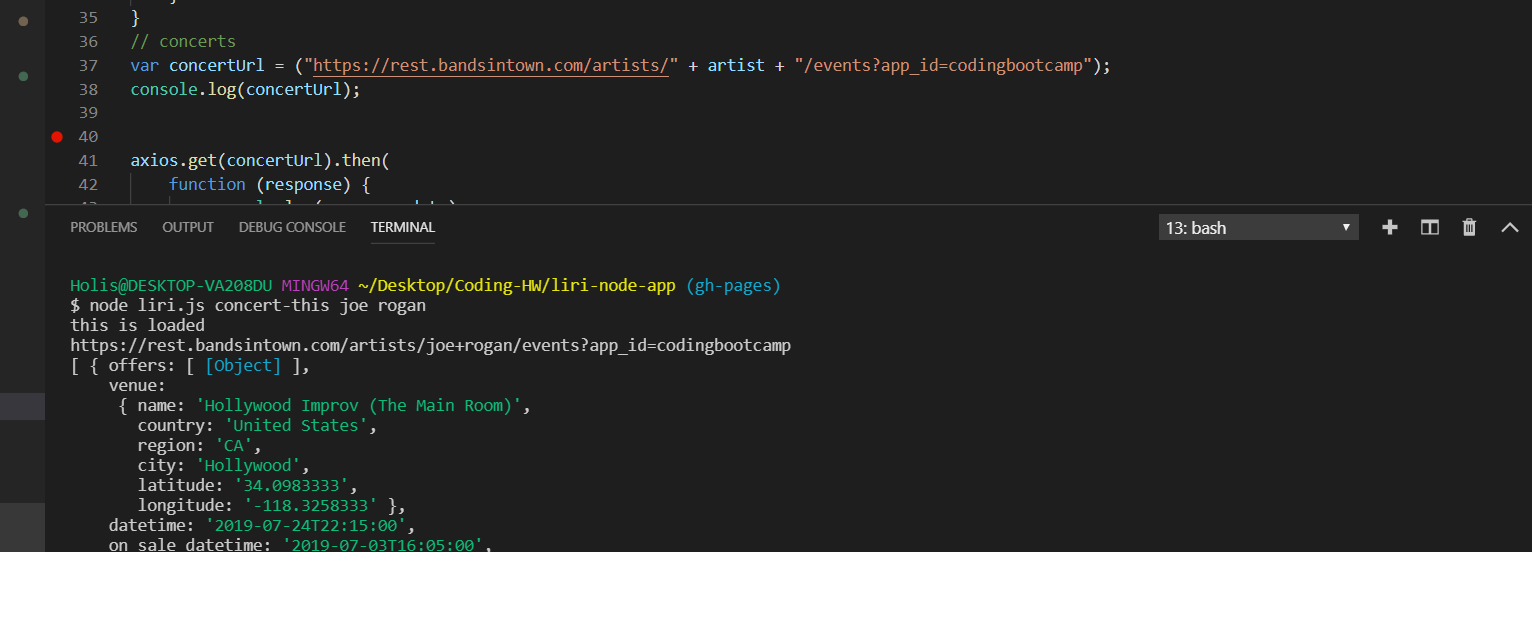 35 }
36 // concerts
37 var concertUrl = ("https://rest.bandsintown.com/artists/" + artist + "/events?app_id=codingbootcamp");
38 console.log(concertUrl);
39
40
41 axios.get(concertUrl).then(
42 function (response) {
PROBLEMS OUTPUT DEBUG CONSOLE TERMINAL 13: bash
Holis@DESKTOP-VA208DU MINGW64 ~/Desktop/Coding-HW/liri-node-app (gh-pages)
$ node liri.js concert-this joe rogan
this is loaded
https://rest.bandsintown.com/artists/joe+rogan/events?app_id=codingbootcamp
[ { offers: [ [Object] ],
venue:
{ name: 'Hollywood Improv (The Main Room)',
country: 'United States',
region: 'CA',
city: 'Hollywood',
latitude: '34.0983333',
longitude: '-118.3258333' },
datetime: '2019-07-24T22:15:00',
on_sale_datetime: '2019-07-03T16:05:00',